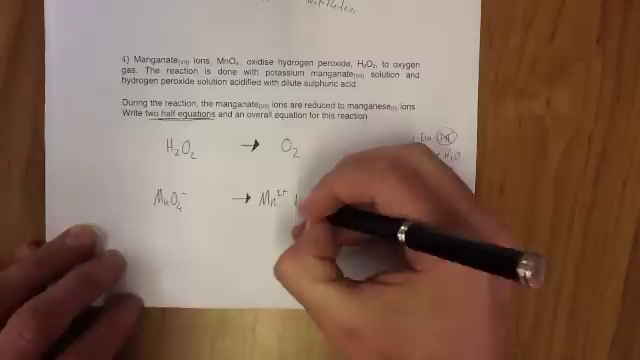 4) Manganate(VII) ions, MnO₄⁻, oxidise hydrogen peroxide, H₂O₂, to oxygen
gas. The reaction is done with potassium manganate(VII) solution and
hydrogen peroxide solution acidified with dilute sulphuric acid
During the reaction, the manganate(VII) ions are reduced to manganese(II) ions
Write two half equations and an overall equation for this reaction
H₂O₂ → O₂
H₂O
MnO₄⁻ → Mn²⁺